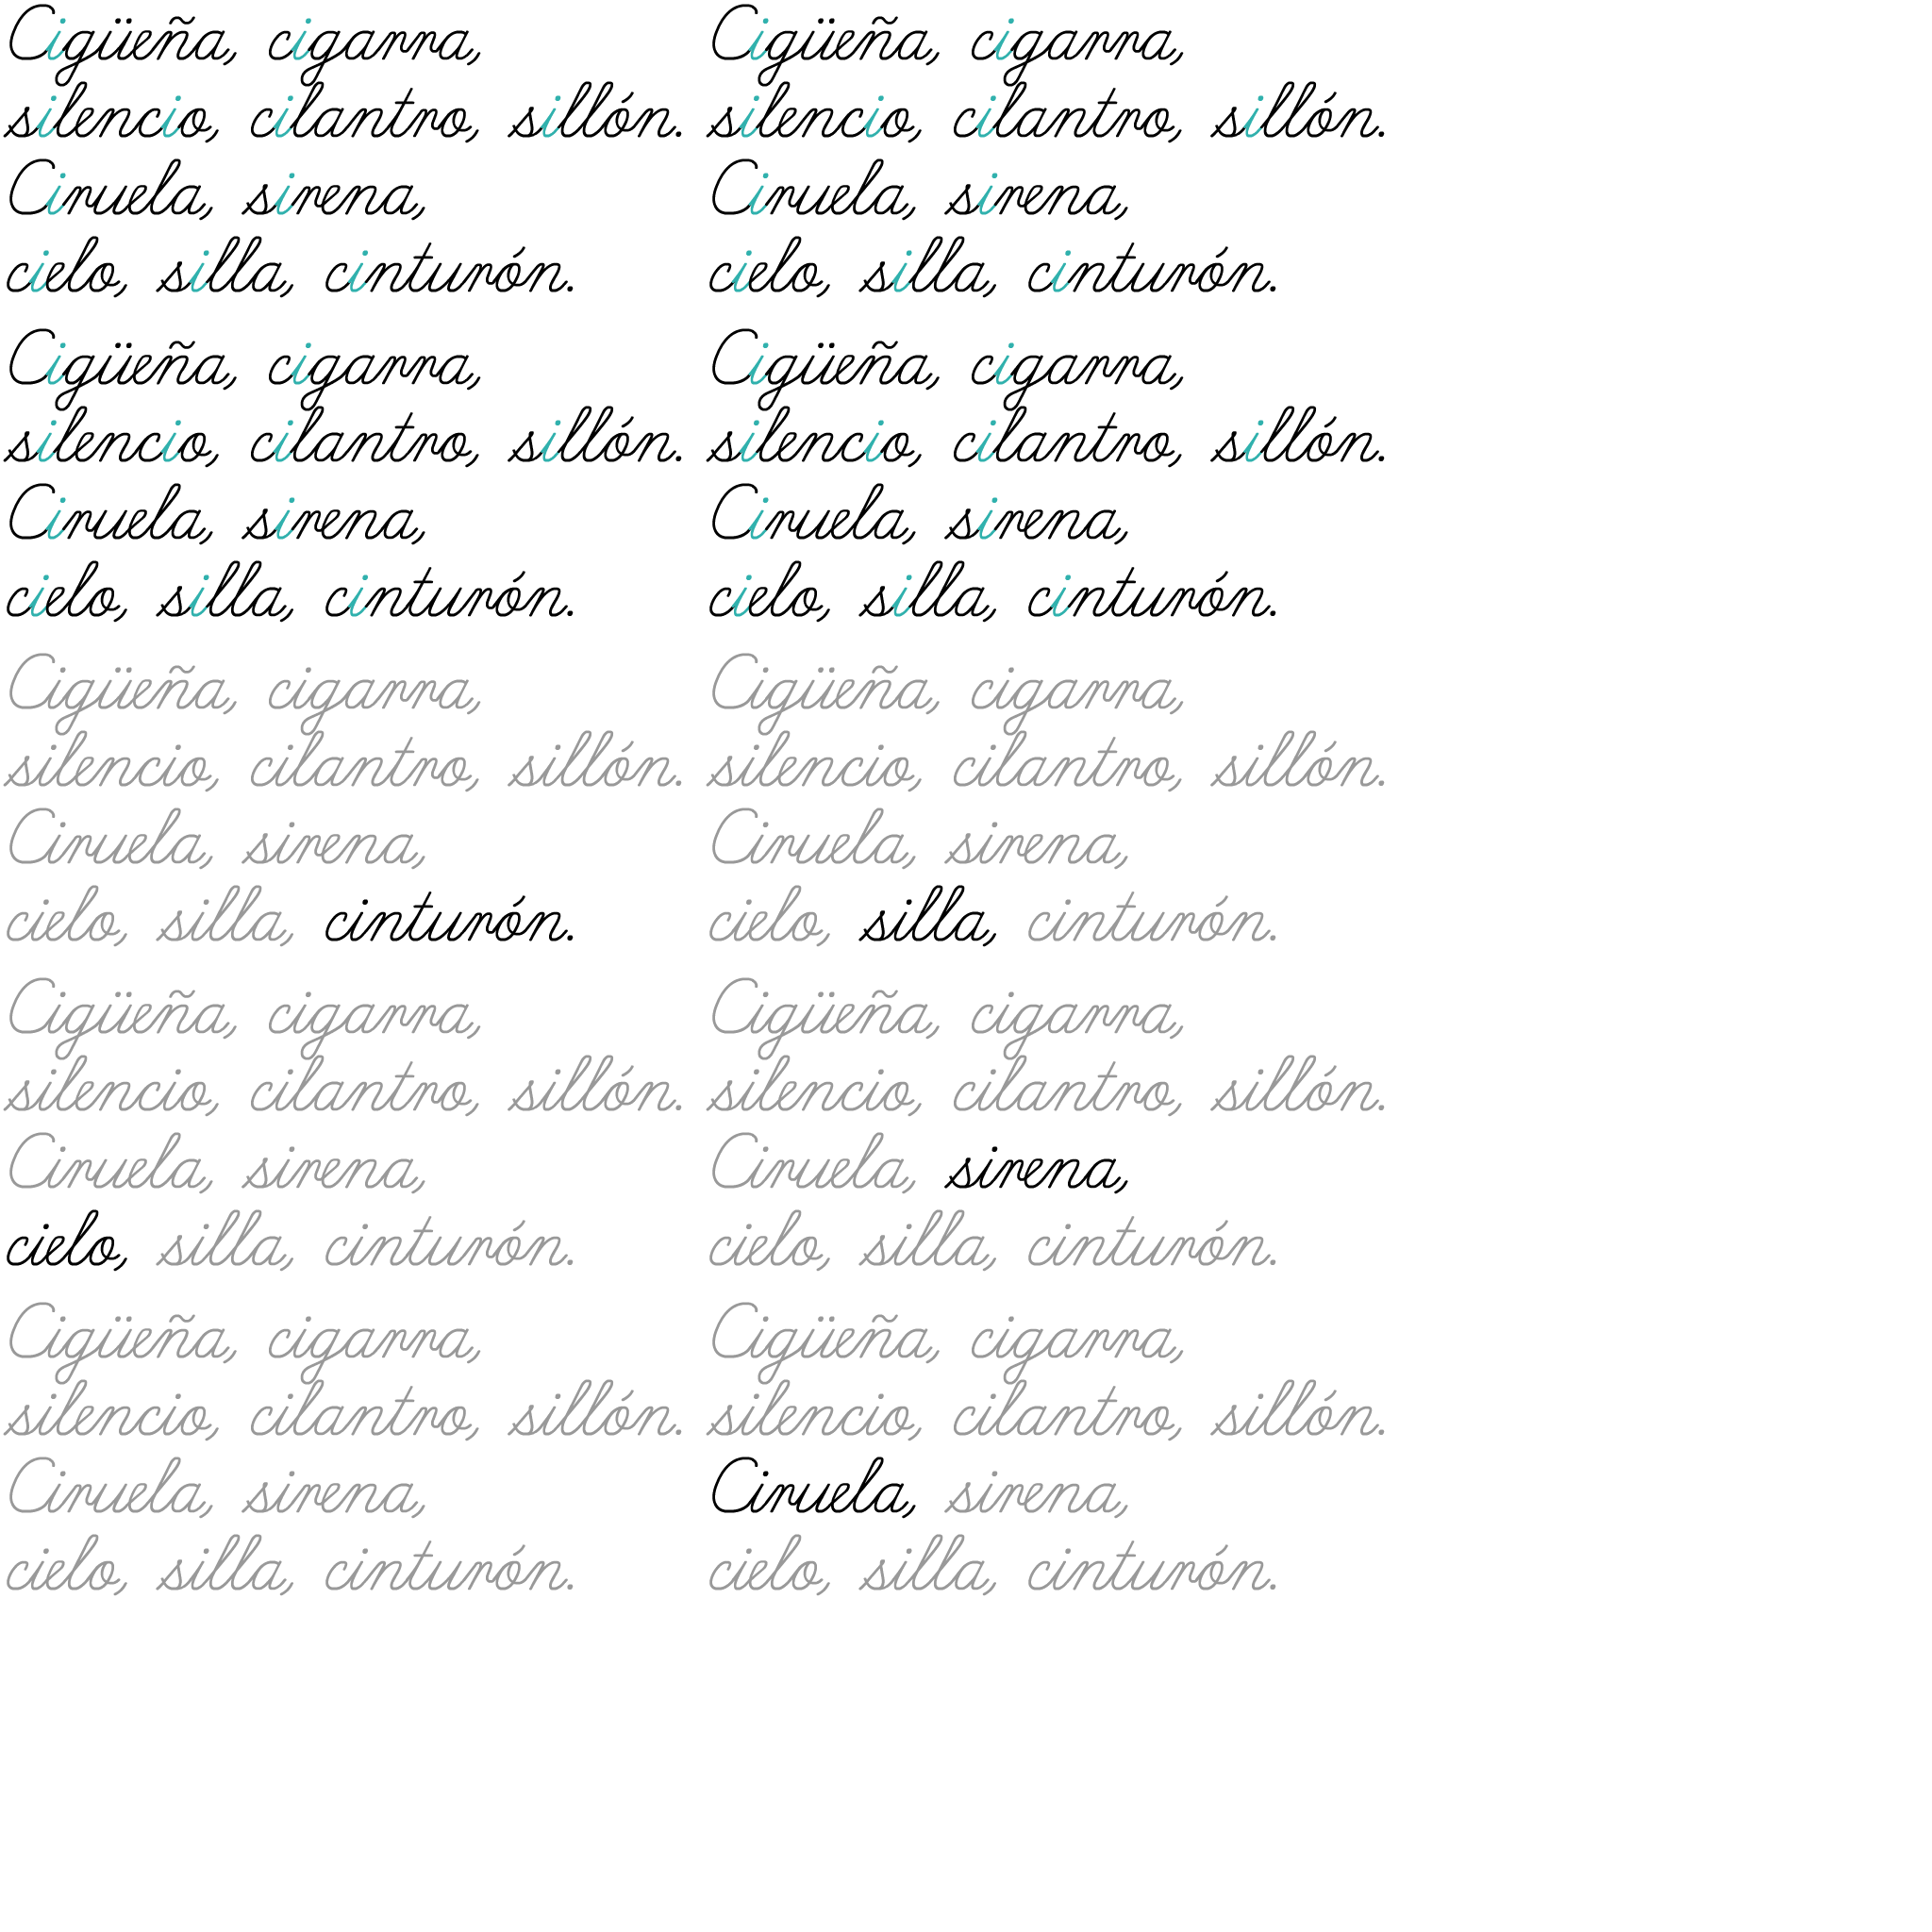 Cigüeña, cigarra,
silencio, cilantro, sillón.
Ciruela, sirena,
cielo, silla, cinturón.
Cigüeña, cigarra,
silencio, cilantro, sillón.
Ciruela, sirena,
cielo, silla, cinturón.
Cigüeña, cigarra,
silencio, cilantro, sillón.
Ciruela, sirena,
cielo, silla, cinturón.
Cigüeña, cigarra,
silencio, cilantro, sillón.
Ciruela, sirena,
cielo, silla, cinturón.
Cigüeña, cigarra,
silencio, cilantro, sillón.
Ciruela, sirena,
cielo, silla, cinturón.
Cigüeña, cigarra,
silencio, cilantro, sillón.
Ciruela, sirena,
cielo, silla, cinturón.
Cigüeña, cigarra,
silencio, cilantro, sillón.
Ciruela, sirena,
cielo, silla, cinturón.
Cigüeña, cigarra,
silencio, cilantro, sillón.
Ciruela, sirena,
cielo, silla, cinturón.
Cigüeña, cigarra,
silencio, cilantro, sillón.
Ciruela, sirena,
cielo, silla, cinturón.
Cigüeña, cigarra,
silencio, cilantro, sillón.
Ciruela, sirena,
cielo, silla, cinturón.